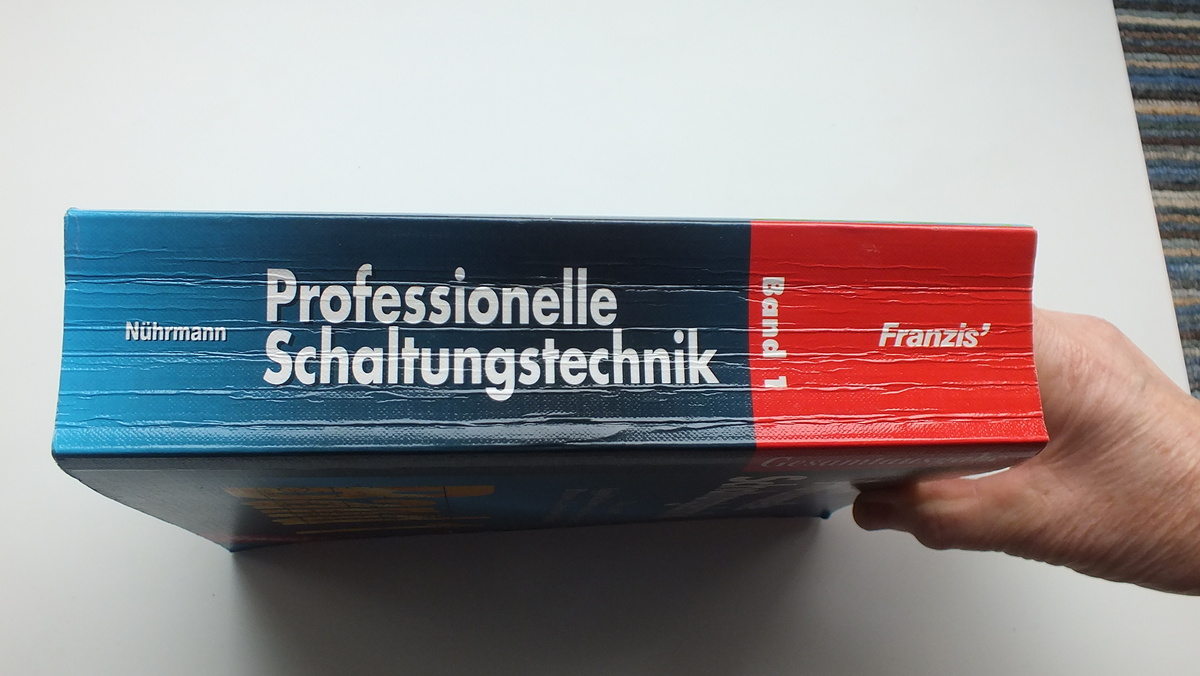 Nührmann
Professionelle
Schaltungstechnik
Band 1
Franzis’